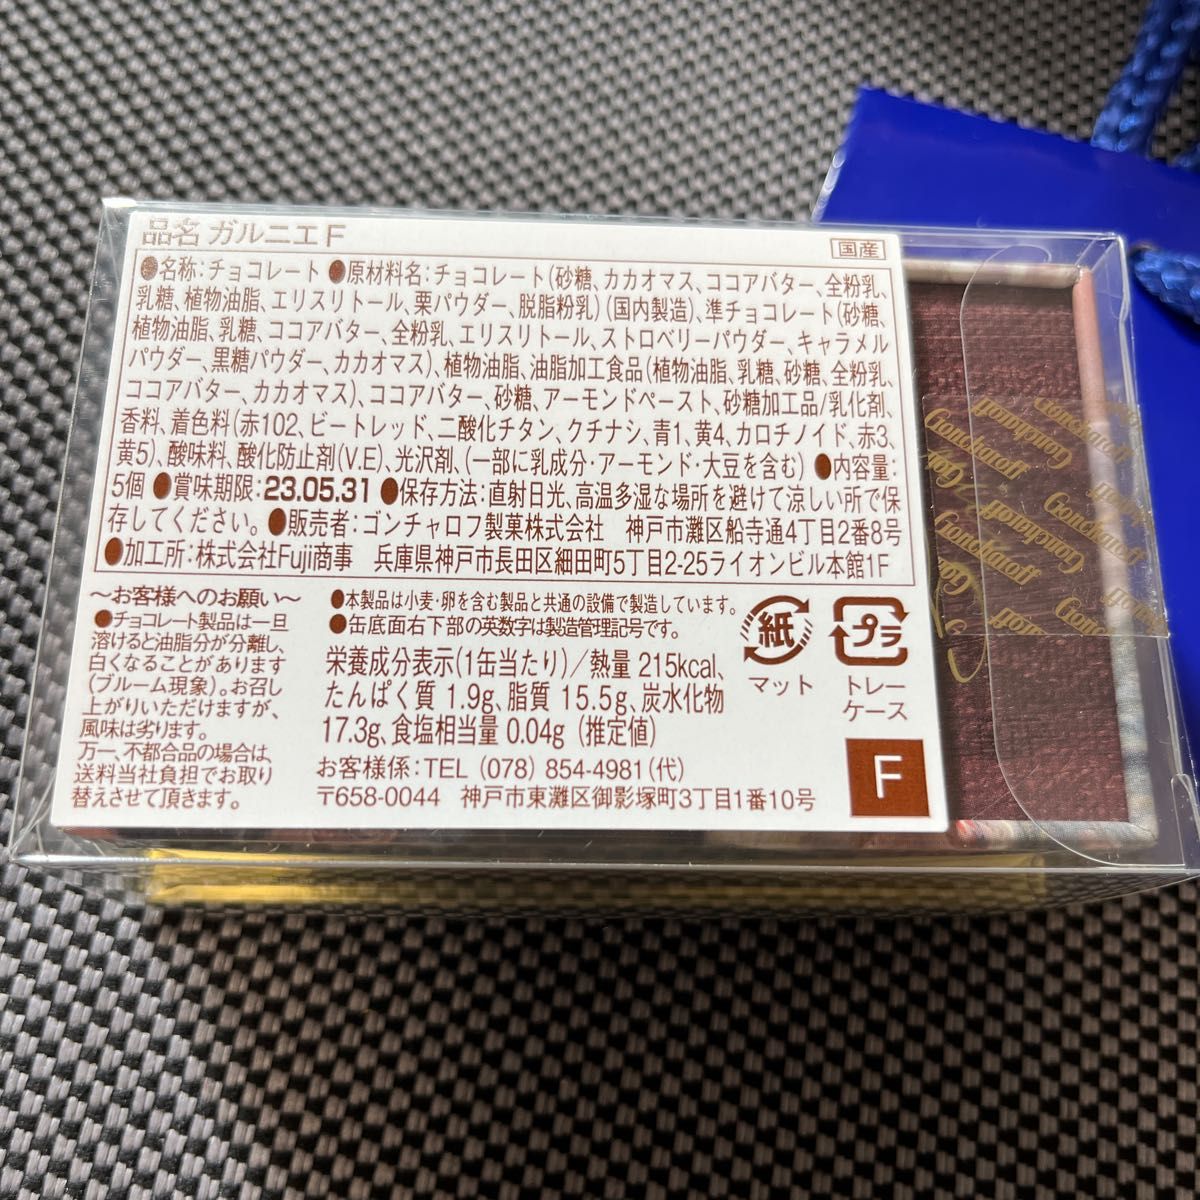 品名 ガルニエF
国産
●名称:チョコレート ●原材料名:チョコレート(砂糖、カカオマス、ココアバター、全粉乳、
乳糖、植物油脂、エリスリトール、栗パウダー、脱脂粉乳)(国内製造)、準チョコレート(砂糖、
植物油脂、乳糖、ココアバター、全粉乳、エリスリトール、ストロベリーパウダー、キャラメル
パウダー、黒糖パウダー、カカオマス)、植物油脂、油脂加工食品(植物油脂、乳糖、砂糖、全粉乳、
ココアバター、カカオマス)、ココアバター、砂糖、アーモンドペースト、砂糖加工品/乳化剤、
香料、着色料(赤102、ビートレッド、二酸化チタン、クチナシ、青1、黄4、カロチノイド、赤3、
黄5)、酸味料、酸化防止剤(V.E)、光沢剤、(一部に乳成分・アーモンド・大豆を含む) ●内容量:
5個 ●賞味期限:23.05.31 ●保存方法:直射日光、高温多湿な場所を避けて涼しい所で保
存してください。●販売者:ゴンチャロフ製菓株式会社 神戸市灘区船寺通4丁目2番8号
●加工所:株式会社Fuji商事 兵庫県神戸市長田区細田町5丁目2-25ライオンビル本館1F
〜お客様へのお願い〜
●チョコレート製品は一旦
溶けると油脂分が分離し、
白くなることがあります
(ブルーム現象)。お召し
上がりいただけますが、
風味は劣ります。
万一、不都合品の場合は、
送料当社負担でお取り
替えさせて頂きます。
●本製品は小麦・卵を含む製品と共通の設備で製造しています。
●缶底面右下部の英数字は製造管理記号です。
栄養成分表示(1缶当たり)/熱量 215kcal、
たんぱく質 1.9g、脂質 15.5g、炭水化物
17.3g、食塩相当量 0.04g (推定値)
お客様係:TEL (078) 854-4981(代)
〒658-0044 神戸市東灘区御影塚町3丁目1番10号
紙
マット
プラ
トレー
ケース
F
Goncharoff
Goncharoff
Goncharoff
Goncharoff
Goncharoff
Goncharoff